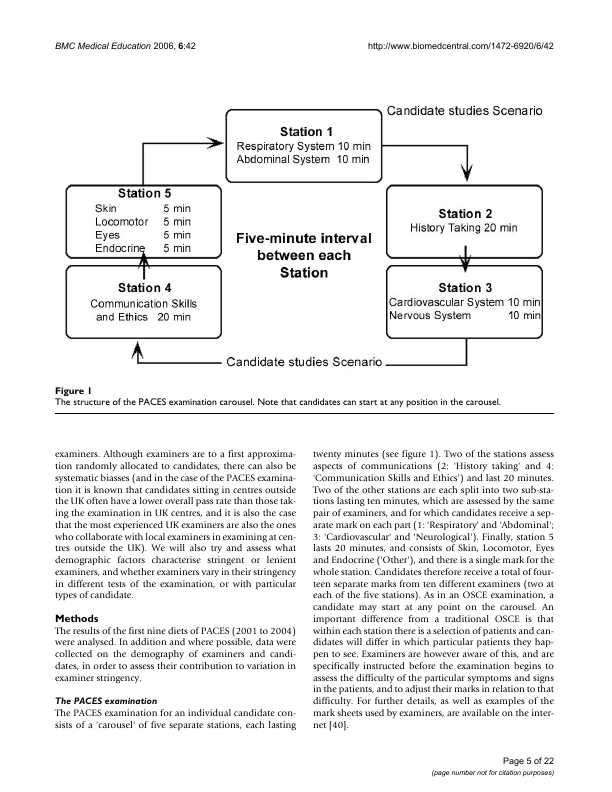 BMC Medical Education 2006, 6:42
http://www.biomedcentral.com/1472-6920/6/42
Candidate studies Scenario
Station 1
Respiratory System 10 min
Abdominal System 10 min
Station 5
Skin 5 min
Locomotor 5 min
Eyes 5 min
Endocrine 5 min
Station 2
History Taking 20 min
Five-minute interval
between each
Station
Station 4
Communication Skills
and Ethics 20 min
Station 3
Cardiovascular System 10 min
Nervous System 10 min
Candidate studies Scenario
Figure 1
The structure of the PACES examination carousel. Note that candidates can start at any position in the carousel.
examiners. Although examiners are to a first approxima-
tion randomly allocated to candidates, there can also be
systematic biasses (and in the case of the PACES examina-
tion it is known that candidates sitting in centres outside
the UK often have a lower overall pass rate than those tak-
ing the examination in UK centres, and it is also the case
that the most experienced UK examiners are also the ones
who collaborate with local examiners in examining at cen-
tres outside the UK). We will also try and assess what
demographic factors characterise stringent or lenient
examiners, and whether examiners vary in their stringency
in different tests of the examination, or with particular
types of candidate.
Methods
The results of the first nine diets of PACES (2001 to 2004)
were analysed. In addition and where possible, data were
collected on the demography of examiners and candi-
dates, in order to assess their contribution to variation in
examiner stringency.
The PACES examination
The PACES examination for an individual candidate con-
sists of a 'carousel' of five separate stations, each lasting
twenty minutes (see figure 1). Two of the stations assess
aspects of communications (2: 'History taking' and 4:
'Communication Skills and Ethics') and last 20 minutes.
Two of the other stations are each split into two sub-sta-
tions lasting ten minutes, which are assessed by the same
pair of examiners, and for which candidates receive a sep-
arate mark on each part (1: 'Respiratory' and 'Abdominal';
3: 'Cardiovascular' and 'Neurological'). Finally, station 5
lasts 20 minutes, and consists of Skin, Locomotor, Eyes
and Endocrine ('Other'), and there is a single mark for the
whole station. Candidates therefore receive a total of four-
teen separate marks from ten different examiners (two at
each of the five stations). As in an OSCE examination, a
candidate may start at any point on the carousel. An
important difference from a traditional OSCE is that
within each station there is a selection of patients and can-
didates will differ in which particular patients they hap-
pen to see. Examiners are however aware of this, and are
specifically instructed before the examination begins to
assess the difficulty of the particular symptoms and signs
in the patients, and to adjust their marks in relation to that
difficulty. For further details, as well as examples of the
mark sheets used by examiners, are available on the inter-
net [40].
Page 5 of 22
(page number not for citation purposes)